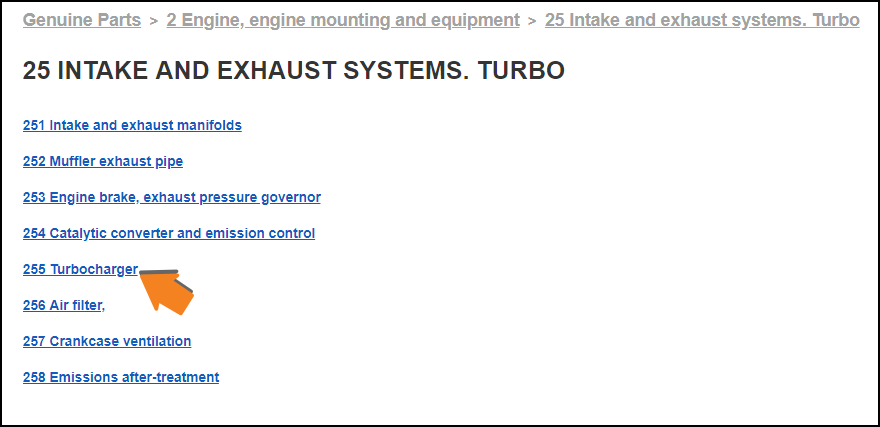 Genuine Parts > 2 Engine, engine mounting and equipment > 25 Intake and exhaust systems. Turbo
25 INTAKE AND EXHAUST SYSTEMS. TURBO
251 Intake and exhaust manifolds
252 Muffler exhaust pipe
253 Engine brake, exhaust pressure governor
254 Catalytic converter and emission control
255 Turbocharger
256 Air filter,
257 Crankcase ventilation
258 Emissions after-treatment